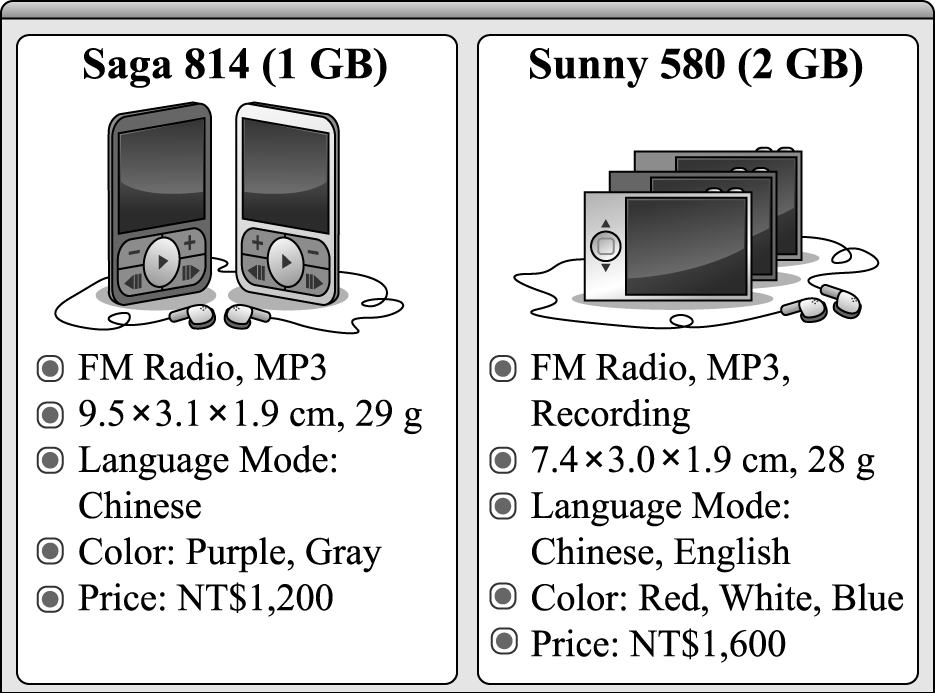 Saga 814 (1 GB)
FM Radio, MP3
9.5×3.1×1.9 cm, 29 g
Language Mode:
Chinese
Color: Purple, Gray
Price: NT$1,200
Sunny 580 (2 GB)
FM Radio, MP3,
Recording
7.4×3.0×1.9 cm, 28 g
Language Mode:
Chinese, English
Color: Red, White, Blue
Price: NT$1,600